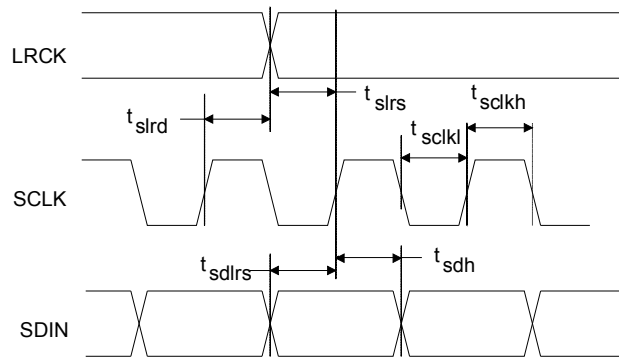 LRCK
t slrd
t slrs
t sclkl
t sclkh
SCLK
t sdlrs
t sdh
SDIN